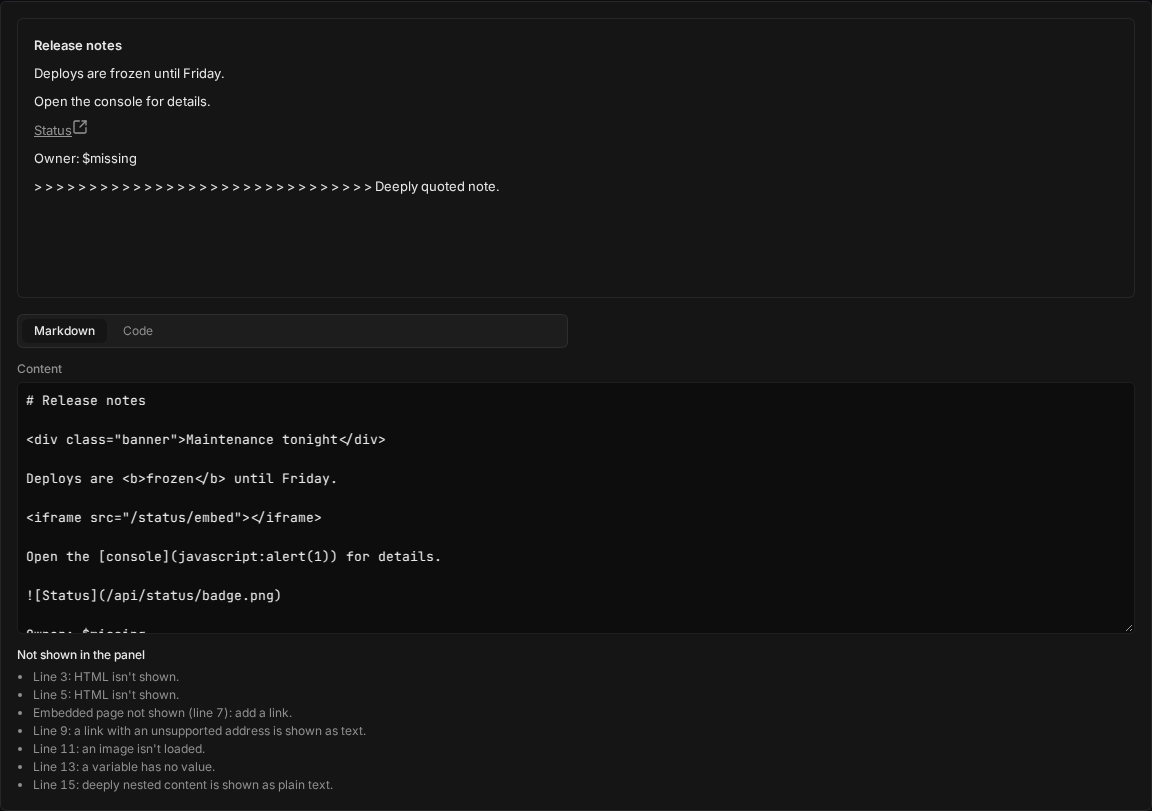 Release notes
Deploys are frozen until Friday.
Open the console for details.
Status
Owner: $missing
> > > > > > > > > > > > > > > > > > > > > > > > > > > > > > > Deeply quoted note.
Markdown Code
Content
# Release notes
<div class="banner">Maintenance tonight</div>
Deploys are <b>frozen</b> until Friday.
<iframe src="/status/embed"></iframe>
Open the [console](javascript:alert(1)) for details.
![Status](/api/status/badge.png)
Owner: $missing
Not shown in the panel
Line 3: HTML isn't shown.
Line 5: HTML isn't shown.
Embedded page not shown (line 7): add a link.
Line 9: a link with an unsupported address is shown as text.
Line 11: an image isn't loaded.
Line 13: a variable has no value.
Line 15: deeply nested content is shown as plain text.